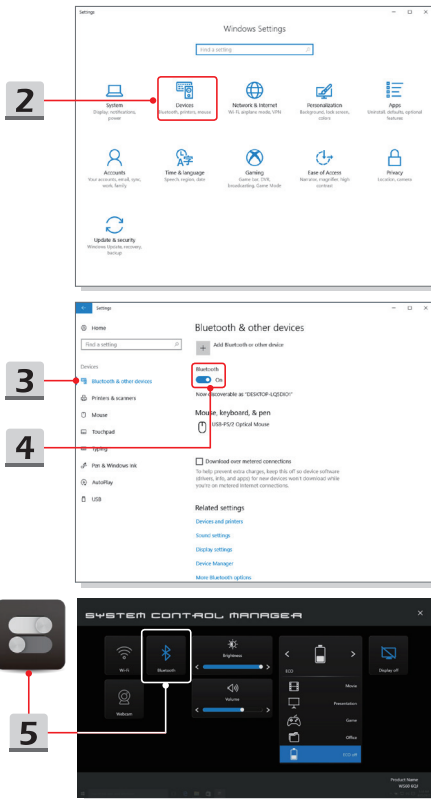 Settings
Windows Settings
Find a setting
2
System
Display, notifications,
power
Devices
Bluetooth, printers, mouse
Network & Internet
Wi-Fi, airplane mode, VPN
Personalization
Background, lock screen,
colors
Apps
Uninstall, defaults, optional
features
Accounts
Your accounts, email, sync,
work, family
Time & language
Speech, region, date
Gaming
Game bar, DVR,
broadcasting, Game Mode
Ease of Access
Narrator, magnifier, high
contrast
Privacy
Location, camera
Update & security
Windows Update, recovery,
backup
Settings
Home
Find a setting
Devices
3
Bluetooth & other devices
Printers & scanners
Mouse
4
Touchpad
Typing
Pen & Windows Ink
AutoPlay
USB
Bluetooth & other devices
Add Bluetooth or other device
Bluetooth
On
Now discoverable as
Mouse, keyboard, & pen
USB-PS/2 Optical Mouse
Download over metered connections
To help prevent extra charges, keep this off so device software
(drivers, info, and apps) for new devices won't download while
you're on metered Internet connections.
Related settings
Devices and printers
Sound settings
Display settings
Device Manager
More Bluetooth options
5
SYSTEM CONTROL MANAGER
Wi-Fi
Bluetooth
Brightness
ECO
Display off
Webcam
Volume
Movie
Presentation
Game
Office
ECO off
Product Name